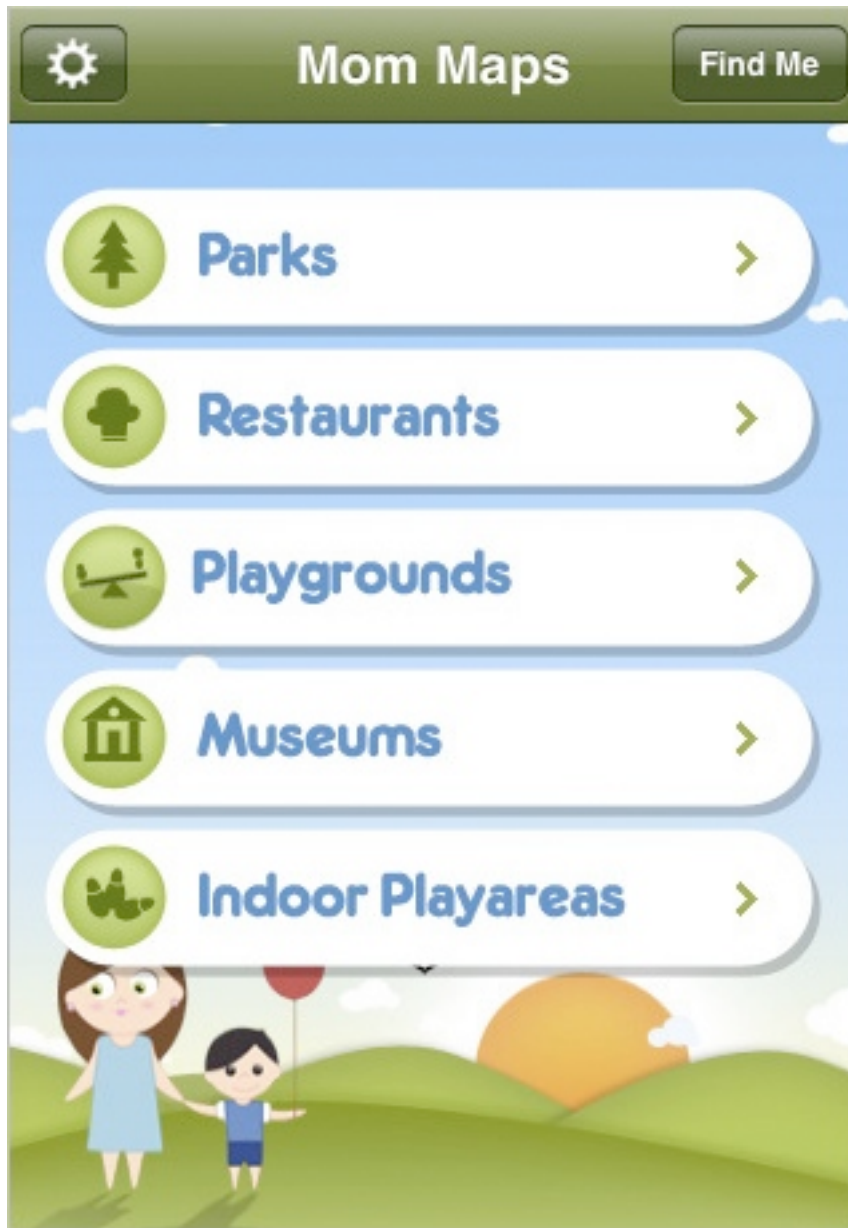 Mom Maps
Find Me
Parks
Restaurants
Playgrounds
Museums
Indoor Playareas